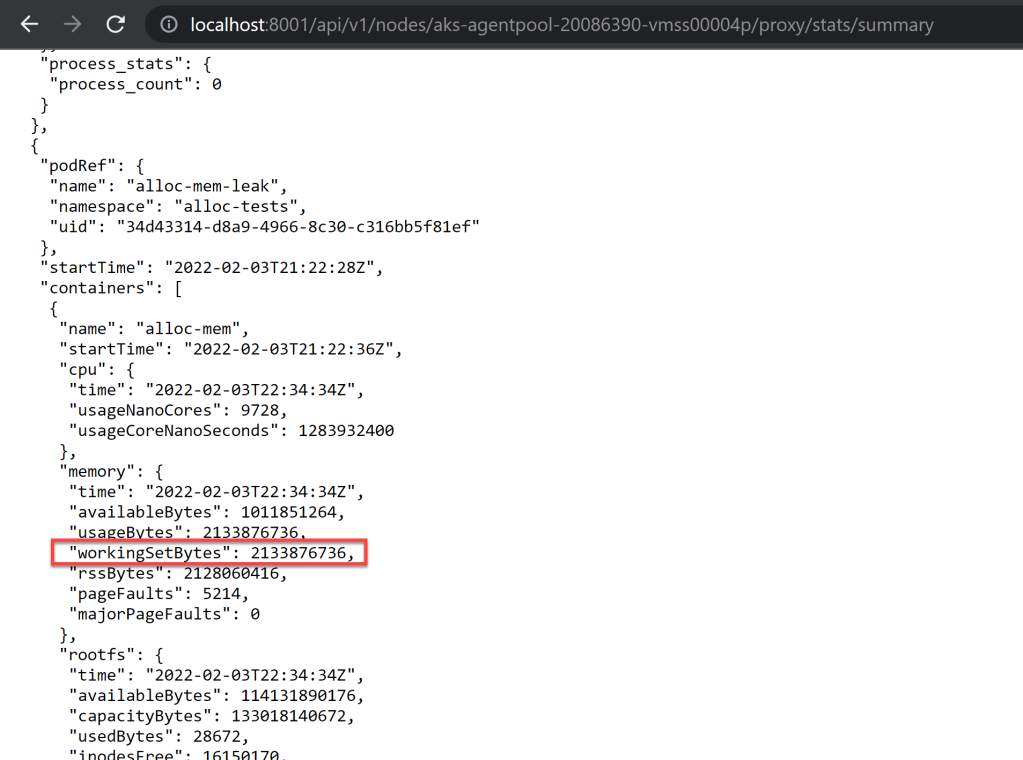 localhost:8001/api/v1/nodes/aks-agentpool-20086390-vmss00004p/proxy/stats/summary
"process_stats": {
"process_count": 0
}
},
{
"podRef": {
"name": "alloc-mem-leak",
"namespace": "alloc-tests",
"uid": "34d43314-d8a9-4966-8c30-c316bb5f81ef"
},
"startTime": "2022-02-03T21:22:28Z",
"containers": [
{
"name": "alloc-mem",
"startTime": "2022-02-03T21:22:36Z",
"cpu": {
"time": "2022-02-03T22:34:34Z",
"usageNanoCores": 9728,
"usageCoreNanoSeconds": 1283932400
},
"memory": {
"time": "2022-02-03T22:34:34Z",
"availableBytes": 1011851264,
"usageBytes": 2133876736,
"workingSetBytes": 2133876736,
"rssBytes": 2128060416,
"pageFaults": 5214,
"majorPageFaults": 0
},
"rootfs": {
"time": "2022-02-03T22:34:34Z",
"availableBytes": 114131890176,
"capacityBytes": 133018140672,
"usedBytes": 28672,
"inodesFree": 16150170,